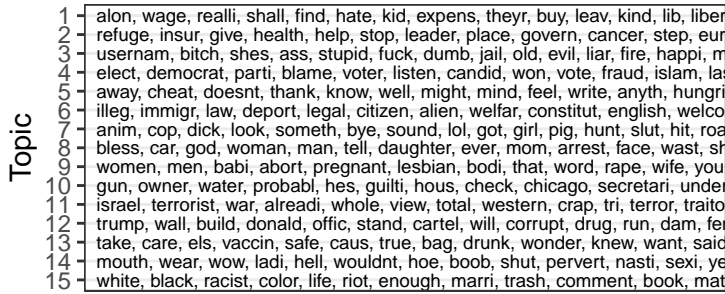 Topic
1 alon, wage, realli, shall, find, hate, kid, expens, theyr, buy, leav, kind, lib, liber
2 refuge, insur, give, health, help, stop, leader, place, govern, cancer, step, eur
3 usernam, bitch, shes, ass, stupid, fuck, dumb, jail, old, evil, liar, fire, happi, m
4 elect, democrat, parti, blame, voter, listen, candid, won, vote, fraud, islam, las
5 away, cheat, doesnt, thank, know, well, might, mind, feel, write, anyth, hungri
6 illeg, immigr, law, deport, legal, citizen, alien, welfar, constitut, english, welco
7 anim, cop, dick, look, someth, bye, sound, lol, got, girl, pig, hunt, slut, hit, roa
8 bless, car, god, woman, man, tell, daughter, ever, mom, arrest, face, wast, sh
9 women, men, babi, abort, pregnant, lesbian, bodi, that, word, rape, wife, you
10 gun, owner, water, probabl, hes, guilti, hous, check, chicago, secretari, under
11 israel, terrorist, war, alreadi, whole, view, total, western, crap, tri, terror, traito
12 trump, wall, build, donald, offic, stand, cartel, will, corrupt, drug, run, dam, fer
13 take, care, els, vaccin, safe, caus, true, bag, drunk, wonder, knew, want, said
14 mouth, wear, wow, ladi, hell, wouldnt, hoe, boob, shut, pervert, nasti, sexi, ye
15 white, black, racist, color, life, riot, enough, marri, trash, comment, book, mat